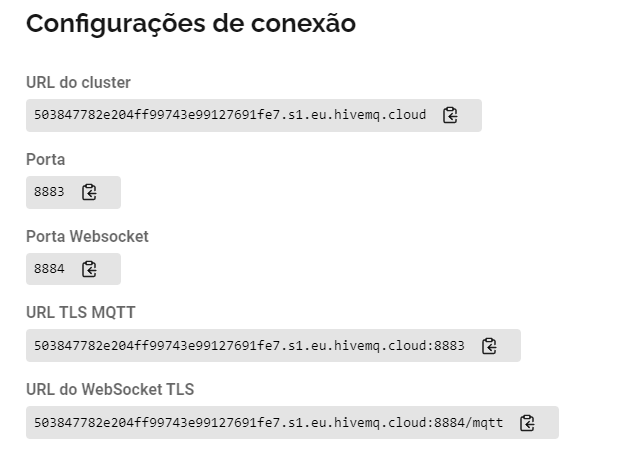 Configurações de conexão
URL do cluster
503847782e204ff99743e99127691fe7.s1.eu.hivemq.cloud
Porta
8883
Porta Websocket
8884
URL TLS MQTT
503847782e204ff99743e99127691fe7.s1.eu.hivemq.cloud:8883
URL do WebSocket TLS
503847782e204ff99743e99127691fe7.s1.eu.hivemq.cloud:8884/mqtt